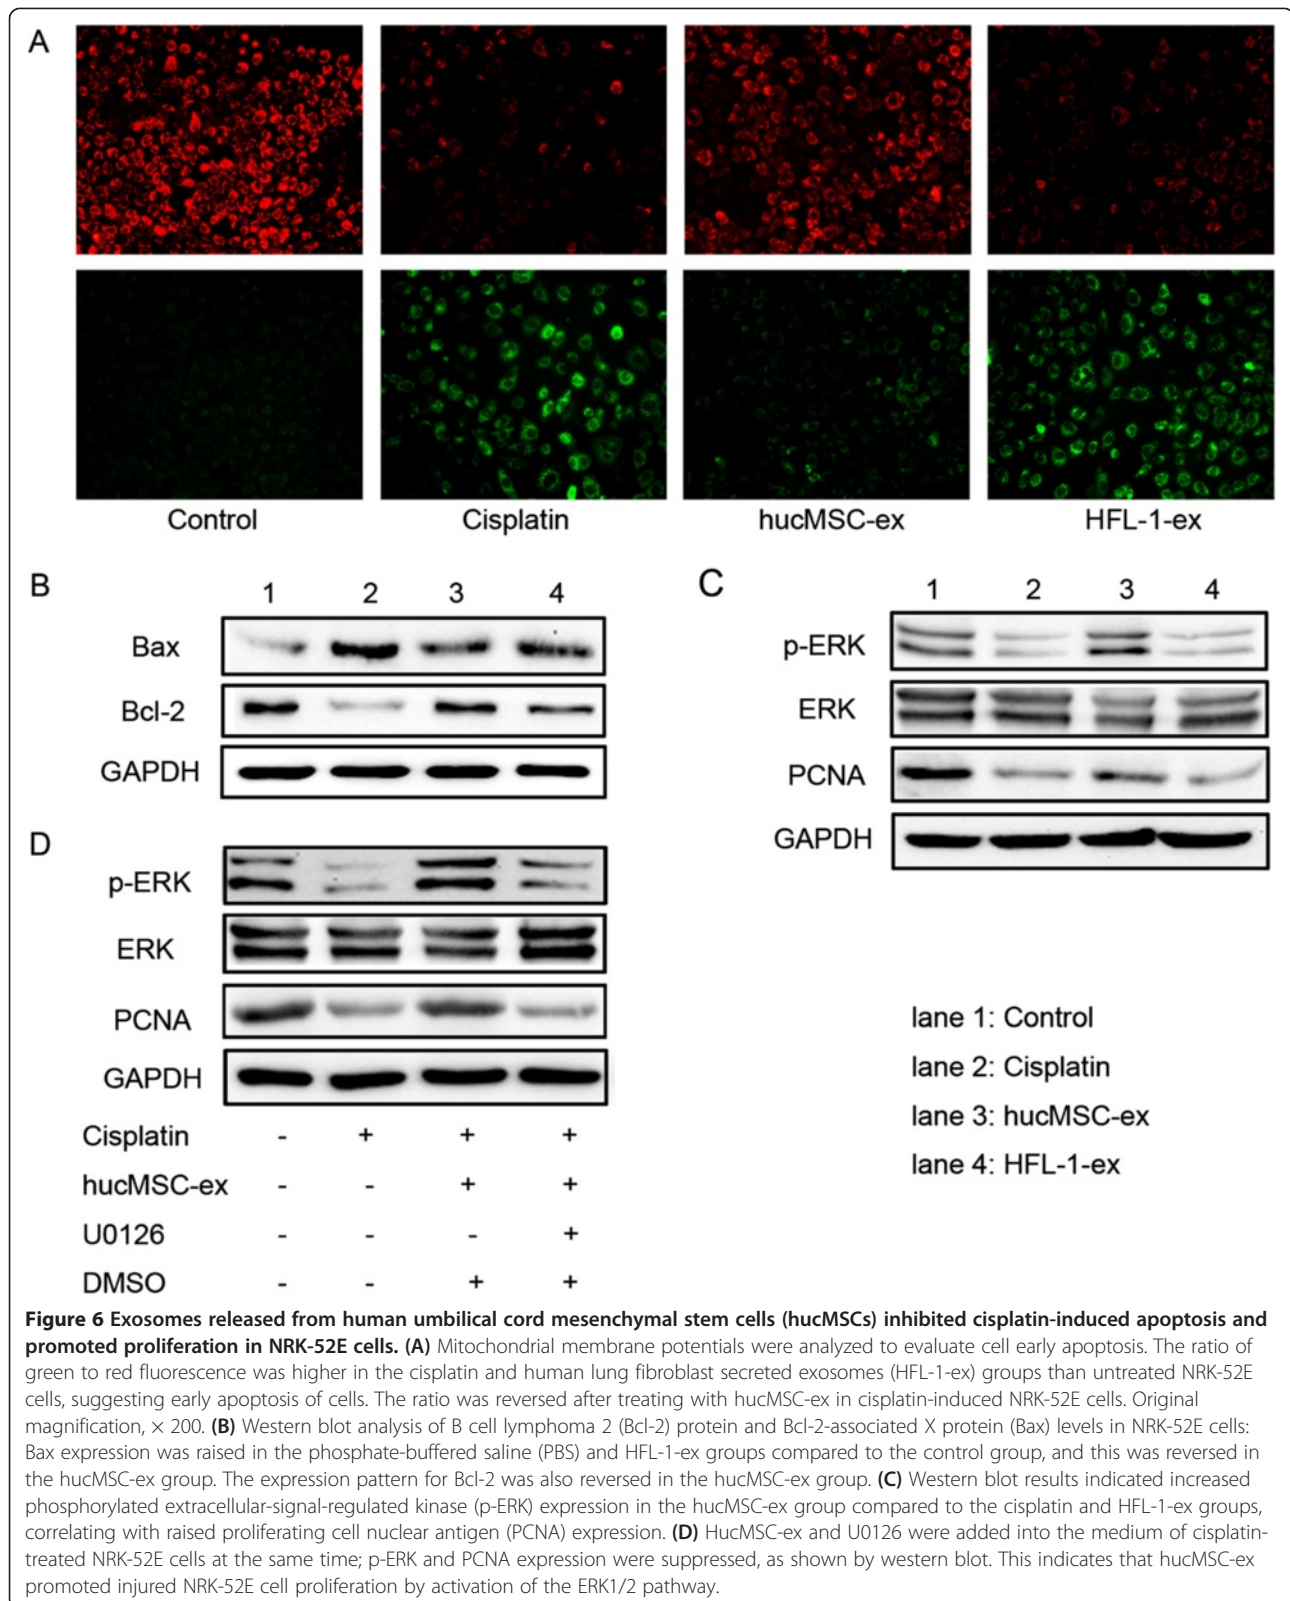 A
Control Cisplatin hucMSC-ex HFL-1-ex
B
1 2 3 4
Bax
Bcl-2
GAPDH
C
1 2 3 4
p-ERK
ERK
PCNA
GAPDH
D
p-ERK
ERK
PCNA
GAPDH
Cisplatin - + + +
hucMSC-ex - - + +
U0126 - - - +
DMSO - - + +
lane 1: Control
lane 2: Cisplatin
lane 3: hucMSC-ex
lane 4: HFL-1-ex
Figure 6 Exosomes released from human umbilical cord mesenchymal stem cells (hucMSCs) inhibited cisplatin-induced apoptosis and
promoted proliferation in NRK-52E cells. (A) Mitochondrial membrane potentials were analyzed to evaluate cell early apoptosis. The ratio of
green to red fluorescence was higher in the cisplatin and human lung fibroblast secreted exosomes (HFL-1-ex) groups than untreated NRK-52E
cells, suggesting early apoptosis of cells. The ratio was reversed after treating with hucMSC-ex in cisplatin-induced NRK-52E cells. Original
magnification, × 200. (B) Western blot analysis of B cell lymphoma 2 (Bcl-2) protein and Bcl-2-associated X protein (Bax) levels in NRK-52E cells:
Bax expression was raised in the phosphate-buffered saline (PBS) and HFL-1-ex groups compared to the control group, and this was reversed in
the hucMSC-ex group. The expression pattern for Bcl-2 was also reversed in the hucMSC-ex group. (C) Western blot results indicated increased
phosphorylated extracellular-signal-regulated kinase (p-ERK) expression in the hucMSC-ex group compared to the cisplatin and HFL-1-ex groups,
correlating with raised proliferating cell nuclear antigen (PCNA) expression. (D) HucMSC-ex and U0126 were added into the medium of cisplatin-
treated NRK-52E cells at the same time; p-ERK and PCNA expression were suppressed, as shown by western blot. This indicates that hucMSC-ex
promoted injured NRK-52E cell proliferation by activation of the ERK1/2 pathway.